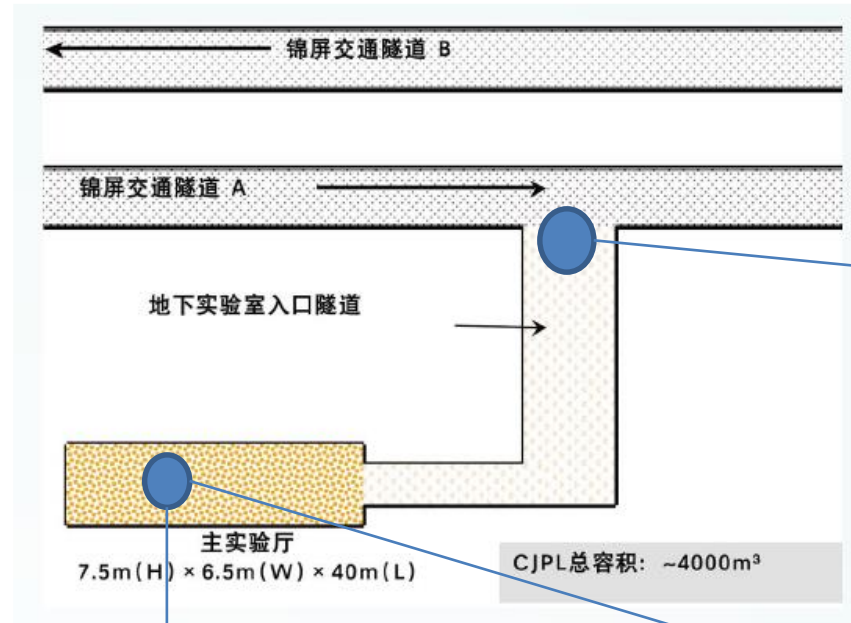 锦屏交通隧道 B
锦屏交通隧道 A
地下实验室入口隧道
主实验厅
7.5m(H) × 6.5m(W) × 40m(L)
CJPL总容积: ~4000m³